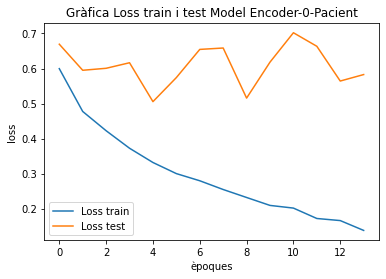 Gràfica Loss train i test Model Encoder-0-Pacient
0.7
0.6
0.5
0.4
0.3
0.2
loss
Loss train
Loss test
0 2 4 6 8 10 12
èpoques